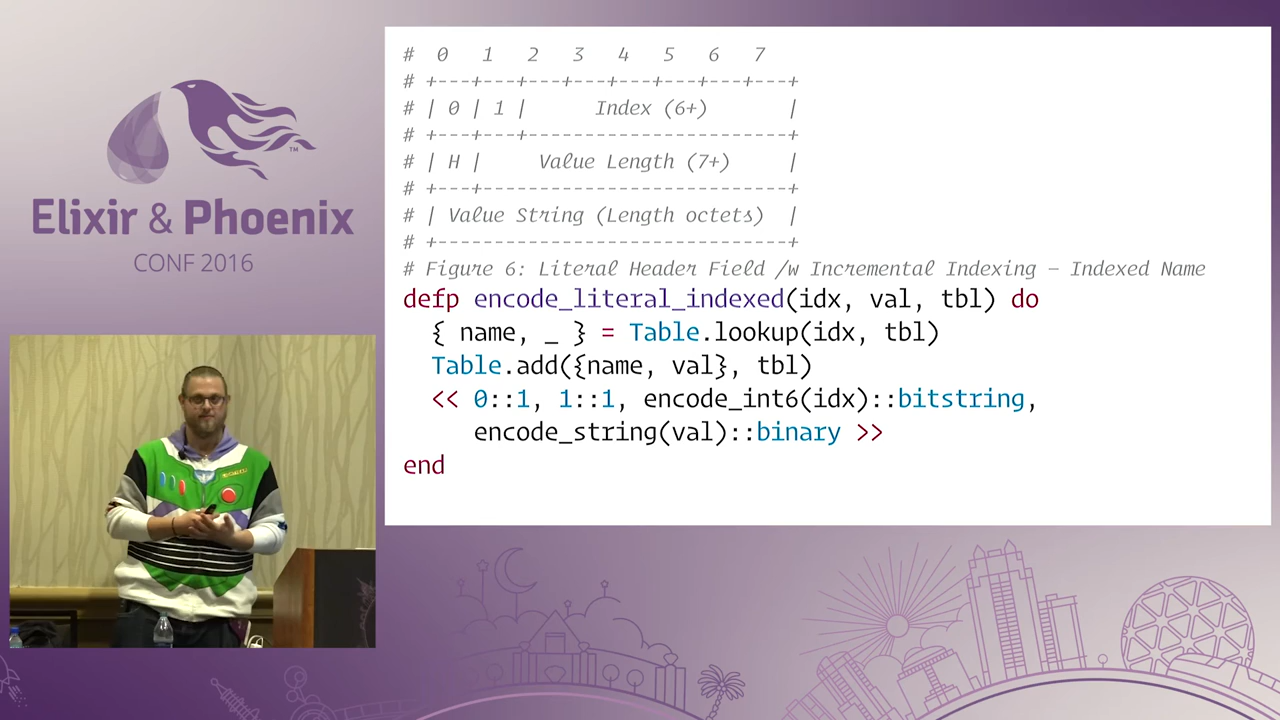 Elixir & Phoenix
CONF 2016
TM
#  0   1   2   3   4   5   6   7
# +---+---+---+---+---+---+---+---+
# | 0 | 1 |      Index (6+)       |
# +---+---+-----------------------+
# | H |     Value Length (7+)     |
# +---+---------------------------+
# | Value String (Length octets)  |
# +-------------------------------+
# Figure 6: Literal Header Field /w Incremental Indexing – Indexed Name
defp encode_literal_indexed(idx, val, tbl) do
  { name, _ } = Table.lookup(idx, tbl)
  Table.add({name, val}, tbl)
  << 0::1, 1::1, encode_int6(idx)::bitstring,
     encode_string(val)::binary >>
end